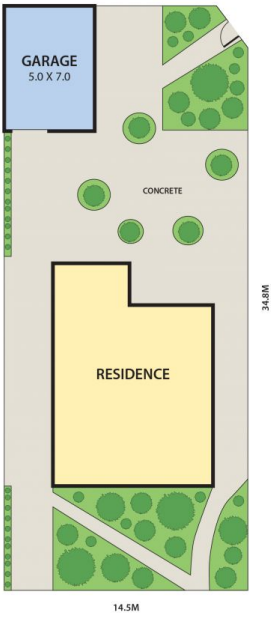 GARAGE
5.0 X 7.0
CONCRETE
34.8M
RESIDENCE
14.5M